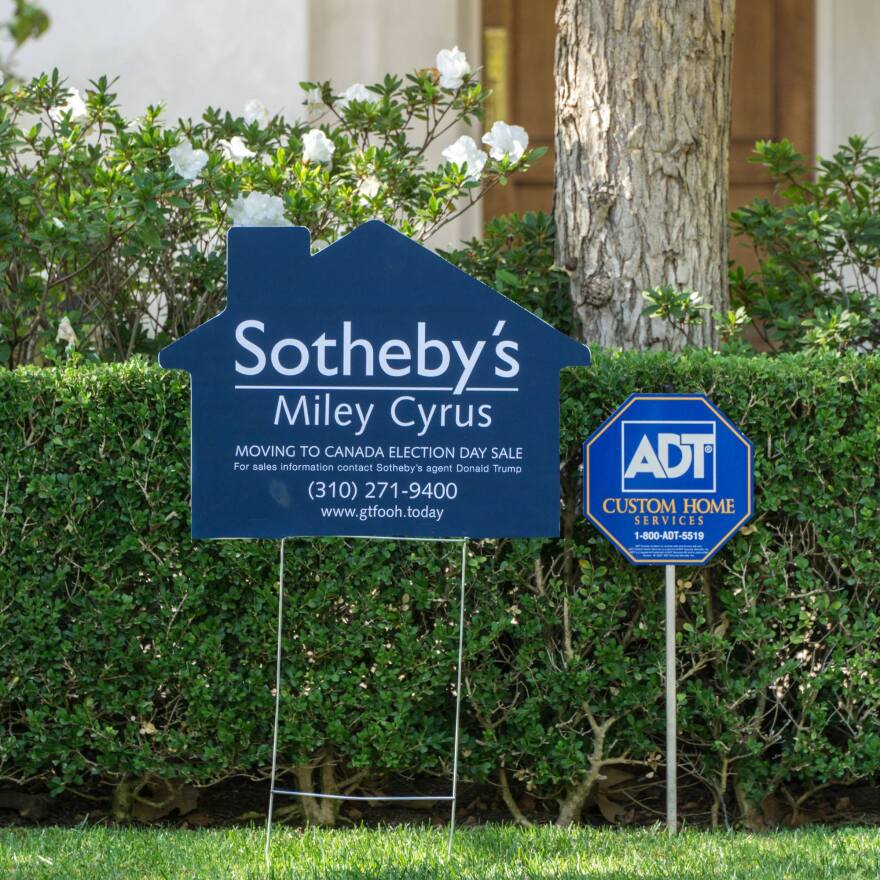 Sotheby's
Miley Cyrus
MOVING TO CANADA ELECTION DAY SALE
For sales information contact Sotheby's agent Donald Trump
(310) 271-9400
www.gtfooh.today
ADT®
CUSTOM HOME
SERVICES
1-800-ADT-5519